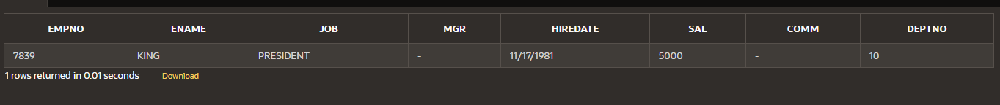 EMPNO ENAME JOB MGR HIREDATE SAL COMM DEPTNO
7839 KING PRESIDENT - 11/17/1981 5000 - 10
1 rows returned in 0.01 seconds Download